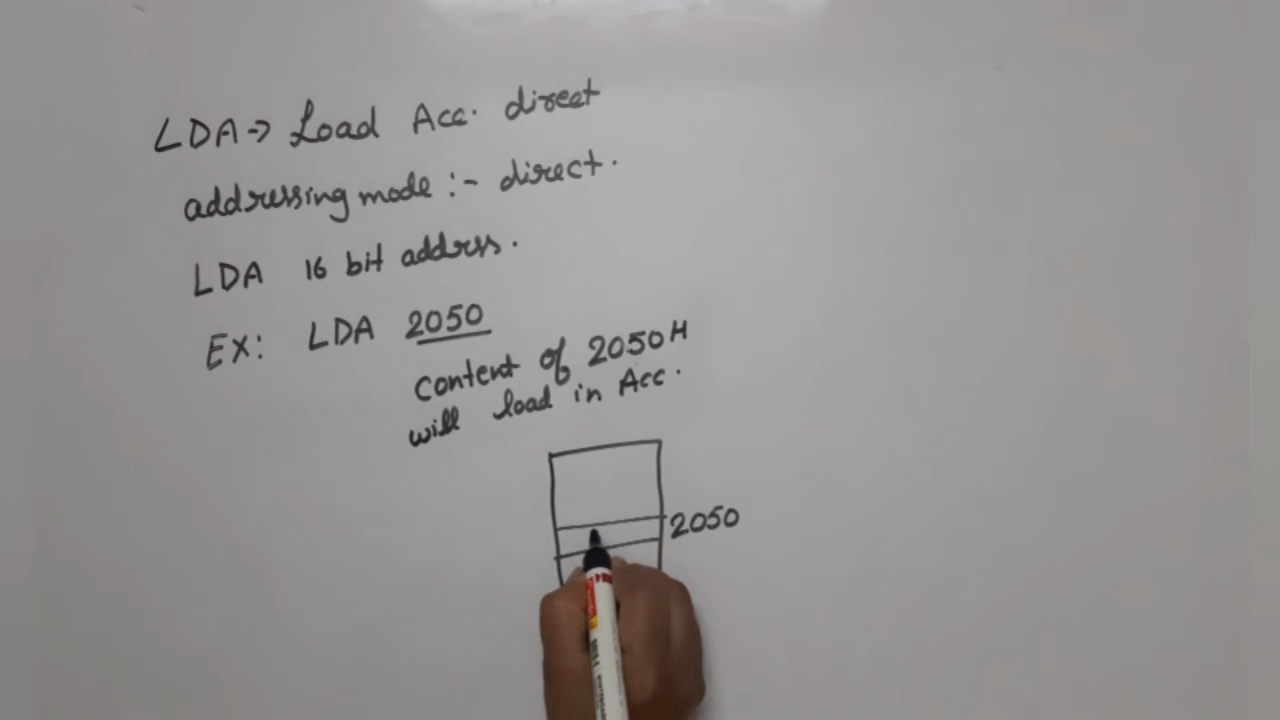 LDA → Load Acc. direct
addressing mode :- direct.
LDA 16 bit address.
EX: LDA 2050
content of 2050H
will load in Acc.
2050